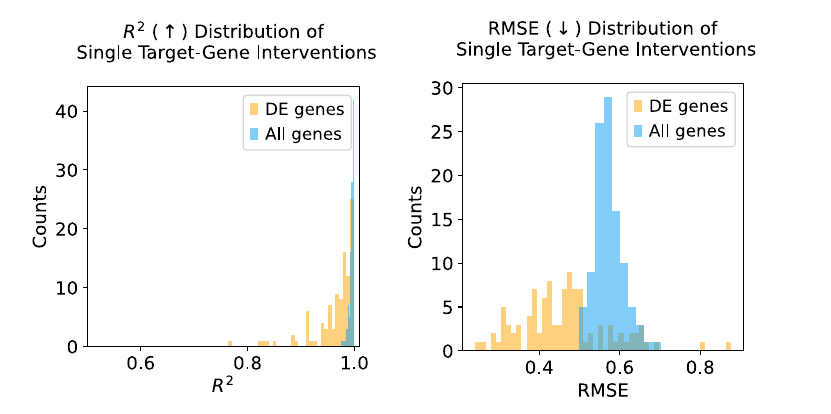 R² (↑) Distribution of
Single Target-Gene Interventions
DE genes
All genes
40
30
20
10
0
Counts
0.6
0.8
1.0
R²
RMSE (↓) Distribution of
Single Target-Gene Interventions
DE genes
All genes
30
25
20
15
10
5
0
Counts
0.4
0.6
0.8
RMSE